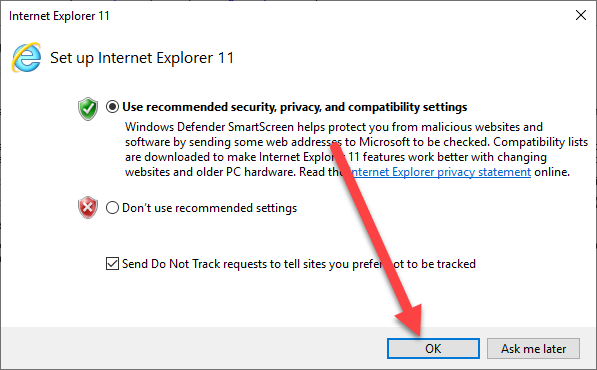 Internet Explorer 11
Set up Internet Explorer 11
Use recommended security, privacy, and compatibility settings
Windows Defender SmartScreen helps protect you from malicious websites and
software by sending some web addresses to Microsoft to be checked. Compatibility lists
are downloaded to make Internet Explorer 11 features work better with changing
websites and older PC hardware. Read the Internet Explorer privacy statement online.
Don't use recommended settings
Send Do Not Track requests to tell sites you prefer not to be tracked
OK
Ask me later